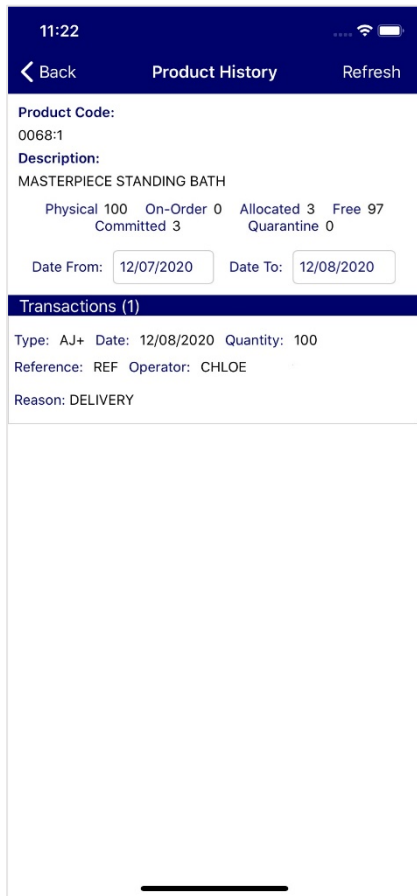 11:22
Back Product History Refresh
Product Code:
0068:1
Description:
MASTERPIECE STANDING BATH
Physical 100 On-Order 0 Allocated 3 Free 97
Committed 3 Quarantine 0
Date From: 12/07/2020 Date To: 12/08/2020
Transactions (1)
Type: AJ+ Date: 12/08/2020 Quantity: 100
Reference: REF Operator: CHLOE
Reason: DELIVERY